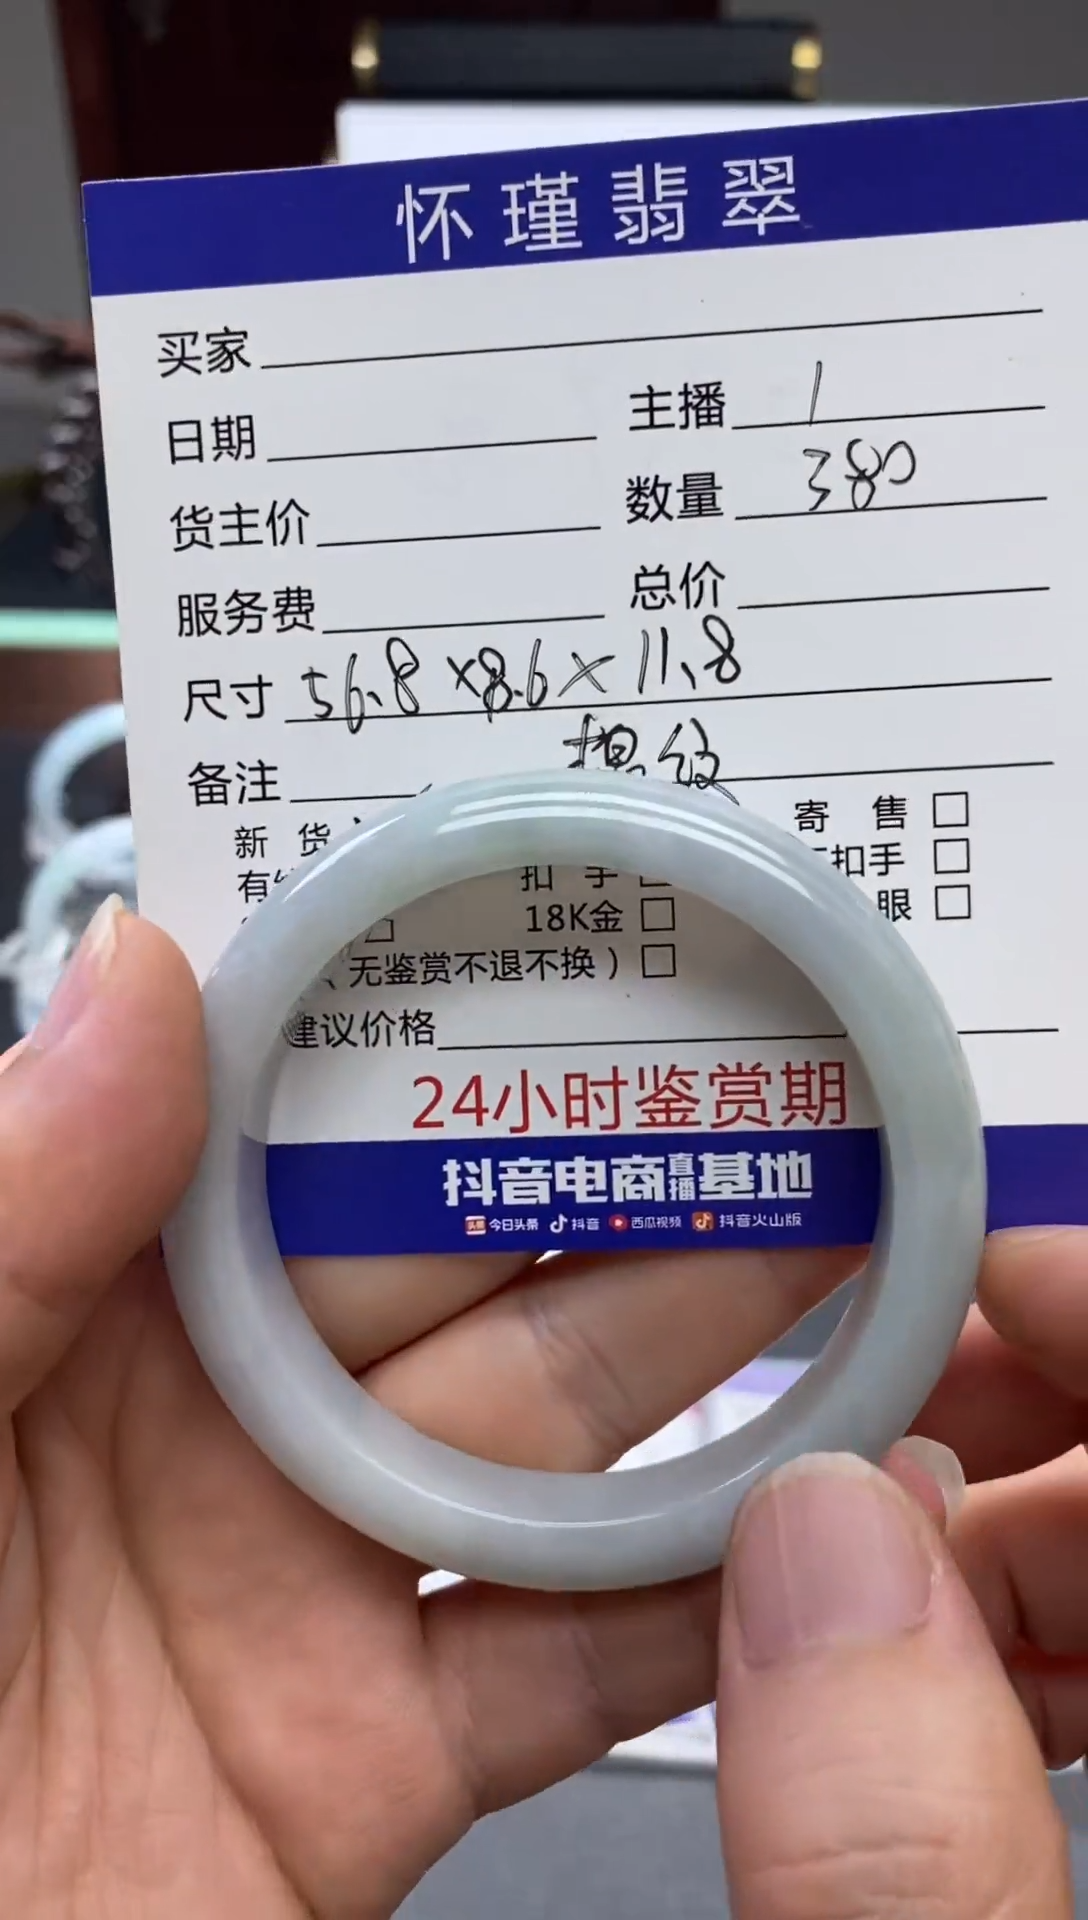 怀瑾翡翠
买家
日期 主播 1
货主价 数量 380
服务费 总价
尺寸 56.8×8.6×11.8
备注 纹
新 货 寄 售
有 扣 手 扣手
18K金 眼
(无鉴赏不退不换)
建议价格
24小时鉴赏期
抖音电商直播基地
头条 今日头条 抖音 西瓜视频 抖音火山版